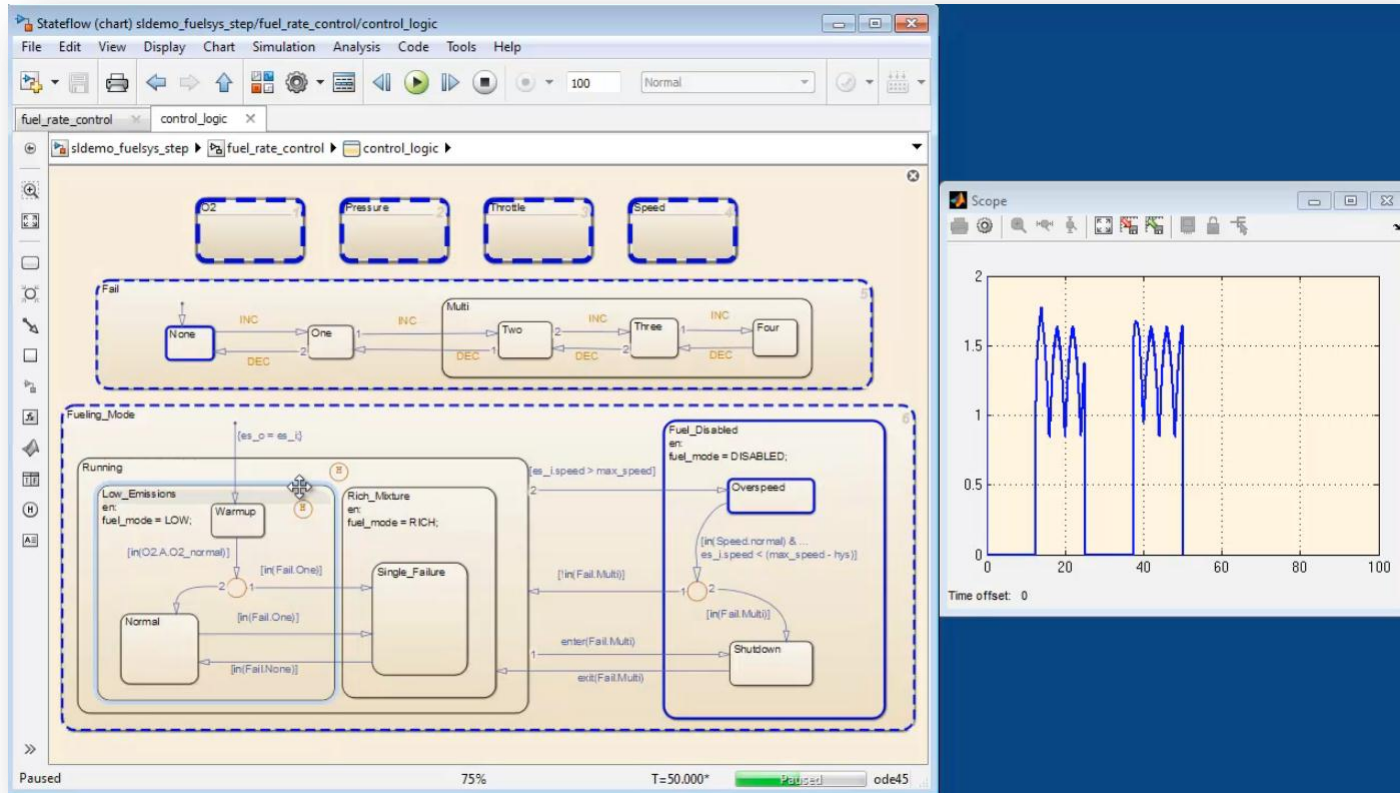 Stateflow (chart) sldemo_fuelsys_step/fuel_rate_control/control_logic
File Edit View Display Chart Simulation Analysis Code Tools Help
100
Normal
fuel_rate_control
control_logic
sldemo_fuelsys_step
fuel_rate_control
control_logic
O2
1
Pressure
2
Throttle
3
Speed
4
Fail
5
Multi
None
INC
DEC
2
One
1
INC
DEC
1
Two
2
INC
DEC
2
Three
1
INC
DEC
Four
Fueling_Mode
6
{es_o = es_i;}
Running
H
Low_Emissions
en:
fuel_mode = LOW;
H
Warmup
[in(O2.A.O2_normal)]
2
1
[in(Fail.One)]
Normal
[in(Fail.One)]
[in(Fail.None)]
Rich_Mixture
en:
fuel_mode = RICH;
Single_Failure
[es_i.speed > max_speed]
2
[!in(Fail.Multi)]
enter(Fail.Multi)
1
exit(Fail.Multi)
Fuel_Disabled
en:
fuel_mode = DISABLED;
Overspeed
[in(Speed.normal) & ...
es_i.speed < (max_speed - hys)]
1
2
[in(Fail.Multi)]
Shutdown
Paused
75%
T=50.000*
Paused
ode45
Scope
2
1.5
1
0.5
0
0 20 40 60 80 100
Time offset: 0